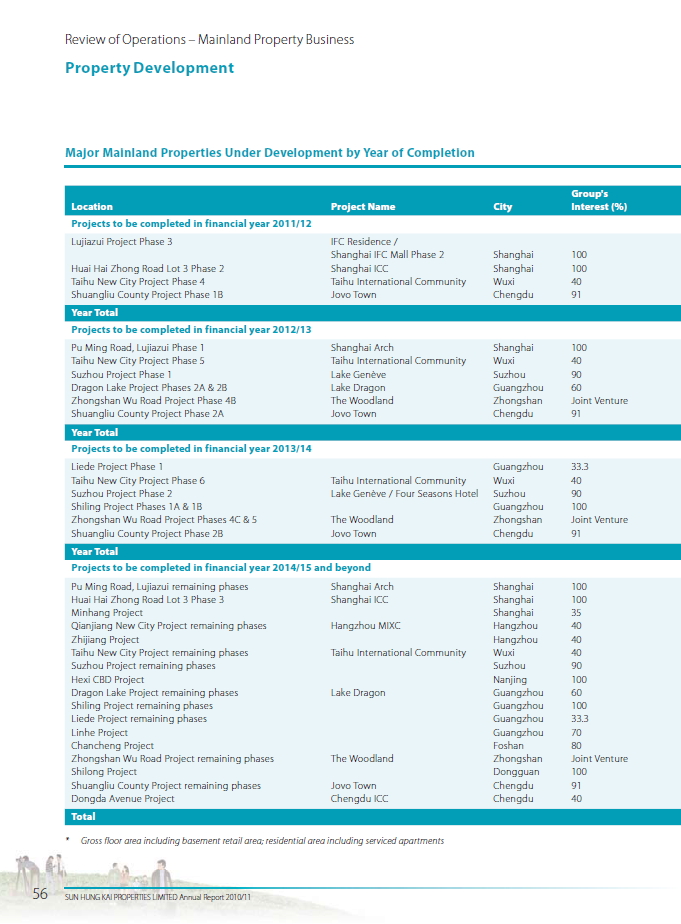 Review of Operations – Mainland Property Business
Property Development
Major Mainland Properties Under Development by Year of Completion
Group's
Location Project Name City Interest (%)
Projects to be completed in financial year 2011/12
Lujiazui Project Phase 3 IFC Residence /
Shanghai IFC Mall Phase 2 Shanghai 100
Huai Hai Zhong Road Lot 3 Phase 2 Shanghai ICC Shanghai 100
Taihu New City Project Phase 4 Taihu International Community Wuxi 40
Shuangliu County Project Phase 1B Jovo Town Chengdu 91
Year Total
Projects to be completed in financial year 2012/13
Pu Ming Road, Lujiazui Phase 1 Shanghai Arch Shanghai 100
Taihu New City Project Phase 5 Taihu International Community Wuxi 40
Suzhou Project Phase 1 Lake Genève Suzhou 90
Dragon Lake Project Phases 2A & 2B Lake Dragon Guangzhou 60
Zhongshan Wu Road Project Phase 4B The Woodland Zhongshan Joint Venture
Shuangliu County Project Phase 2A Jovo Town Chengdu 91
Year Total
Projects to be completed in financial year 2013/14
Liede Project Phase 1 Guangzhou 33.3
Taihu New City Project Phase 6 Taihu International Community Wuxi 40
Suzhou Project Phase 2 Lake Genève / Four Seasons Hotel Suzhou 90
Shiling Project Phases 1A & 1B Guangzhou 100
Zhongshan Wu Road Project Phases 4C & 5 The Woodland Zhongshan Joint Venture
Shuangliu County Project Phase 2B Jovo Town Chengdu 91
Year Total
Projects to be completed in financial year 2014/15 and beyond
Pu Ming Road, Lujiazui remaining phases Shanghai Arch Shanghai 100
Huai Hai Zhong Road Lot 3 Phase 3 Shanghai ICC Shanghai 100
Minhang Project Shanghai 35
Qianjiang New City Project remaining phases Hangzhou MIXC Hangzhou 40
Zhijiang Project Hangzhou 40
Taihu New City Project remaining phases Taihu International Community Wuxi 40
Suzhou Project remaining phases Suzhou 90
Hexi CBD Project Nanjing 100
Dragon Lake Project remaining phases Lake Dragon Guangzhou 60
Shiling Project remaining phases Guangzhou 100
Liede Project remaining phases Guangzhou 33.3
Linhe Project Guangzhou 70
Chancheng Project Foshan 80
Zhongshan Wu Road Project remaining phases The Woodland Zhongshan Joint Venture
Shilong Project Dongguan 100
Shuangliu County Project remaining phases Jovo Town Chengdu 91
Dongda Avenue Project Chengdu ICC Chengdu 40
Total
* Gross floor area including basement retail area; residential area including serviced apartments
56 SUN HUNG KAI PROPERTIES LIMITED Annual Report 2010/11